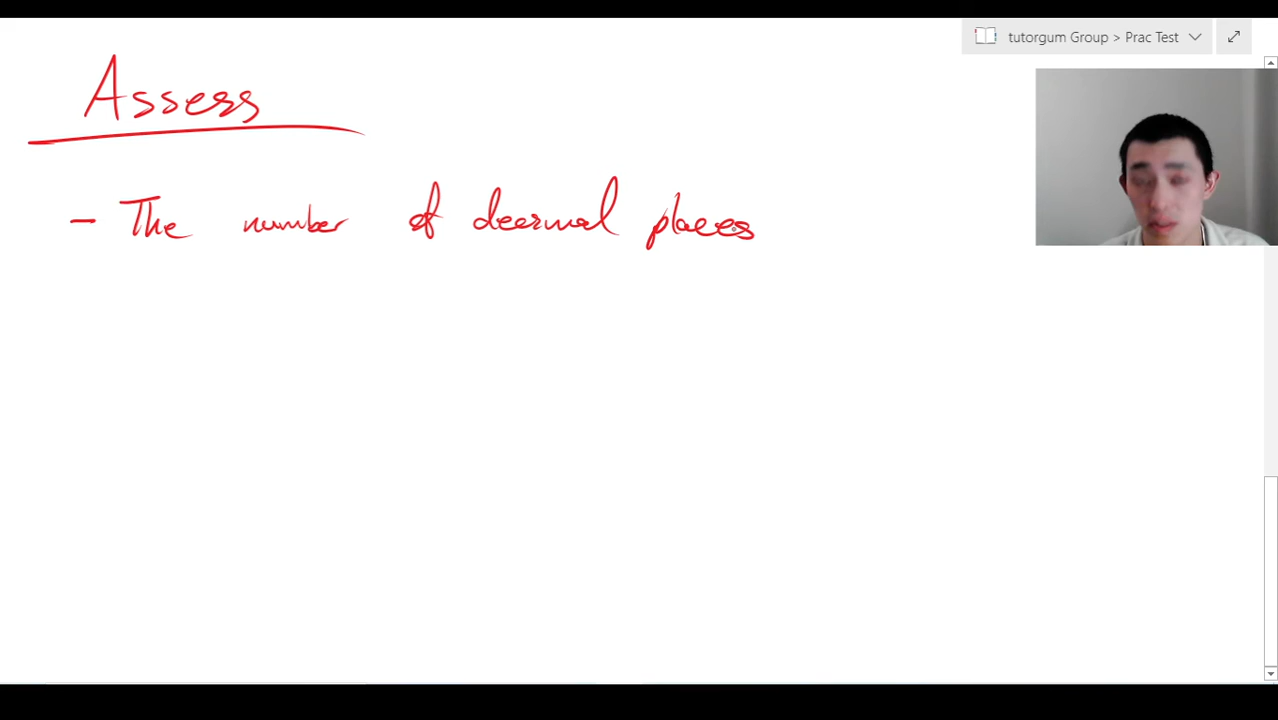 tutorgum Group > Prac Test
Assess
- The number of decimal places